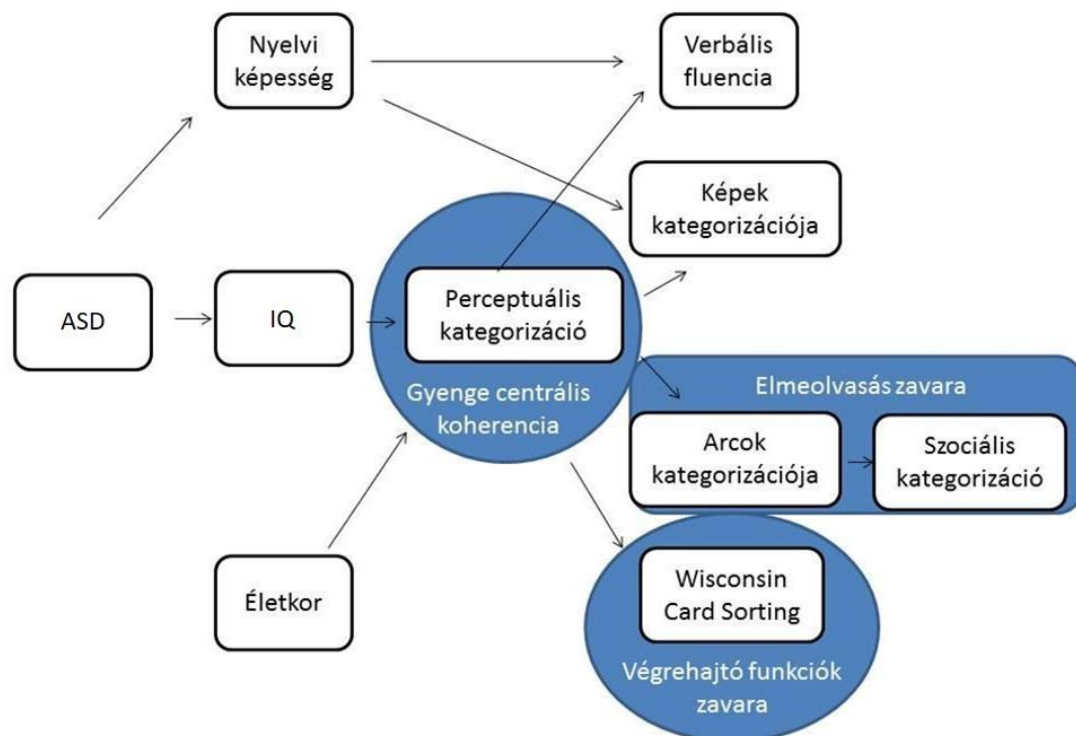 Nyelvi
képesség
Verbális
fluencia
Képek
kategorizációja
ASD
IQ
Perceptuális
kategorizáció
Gyenge centrális
koherencia
Elmeolvasás zavara
Arcok
kategorizációja
Szociális
kategorizáció
Életkor
Wisconsin
Card Sorting
Végrehajtó funkciók
zavara